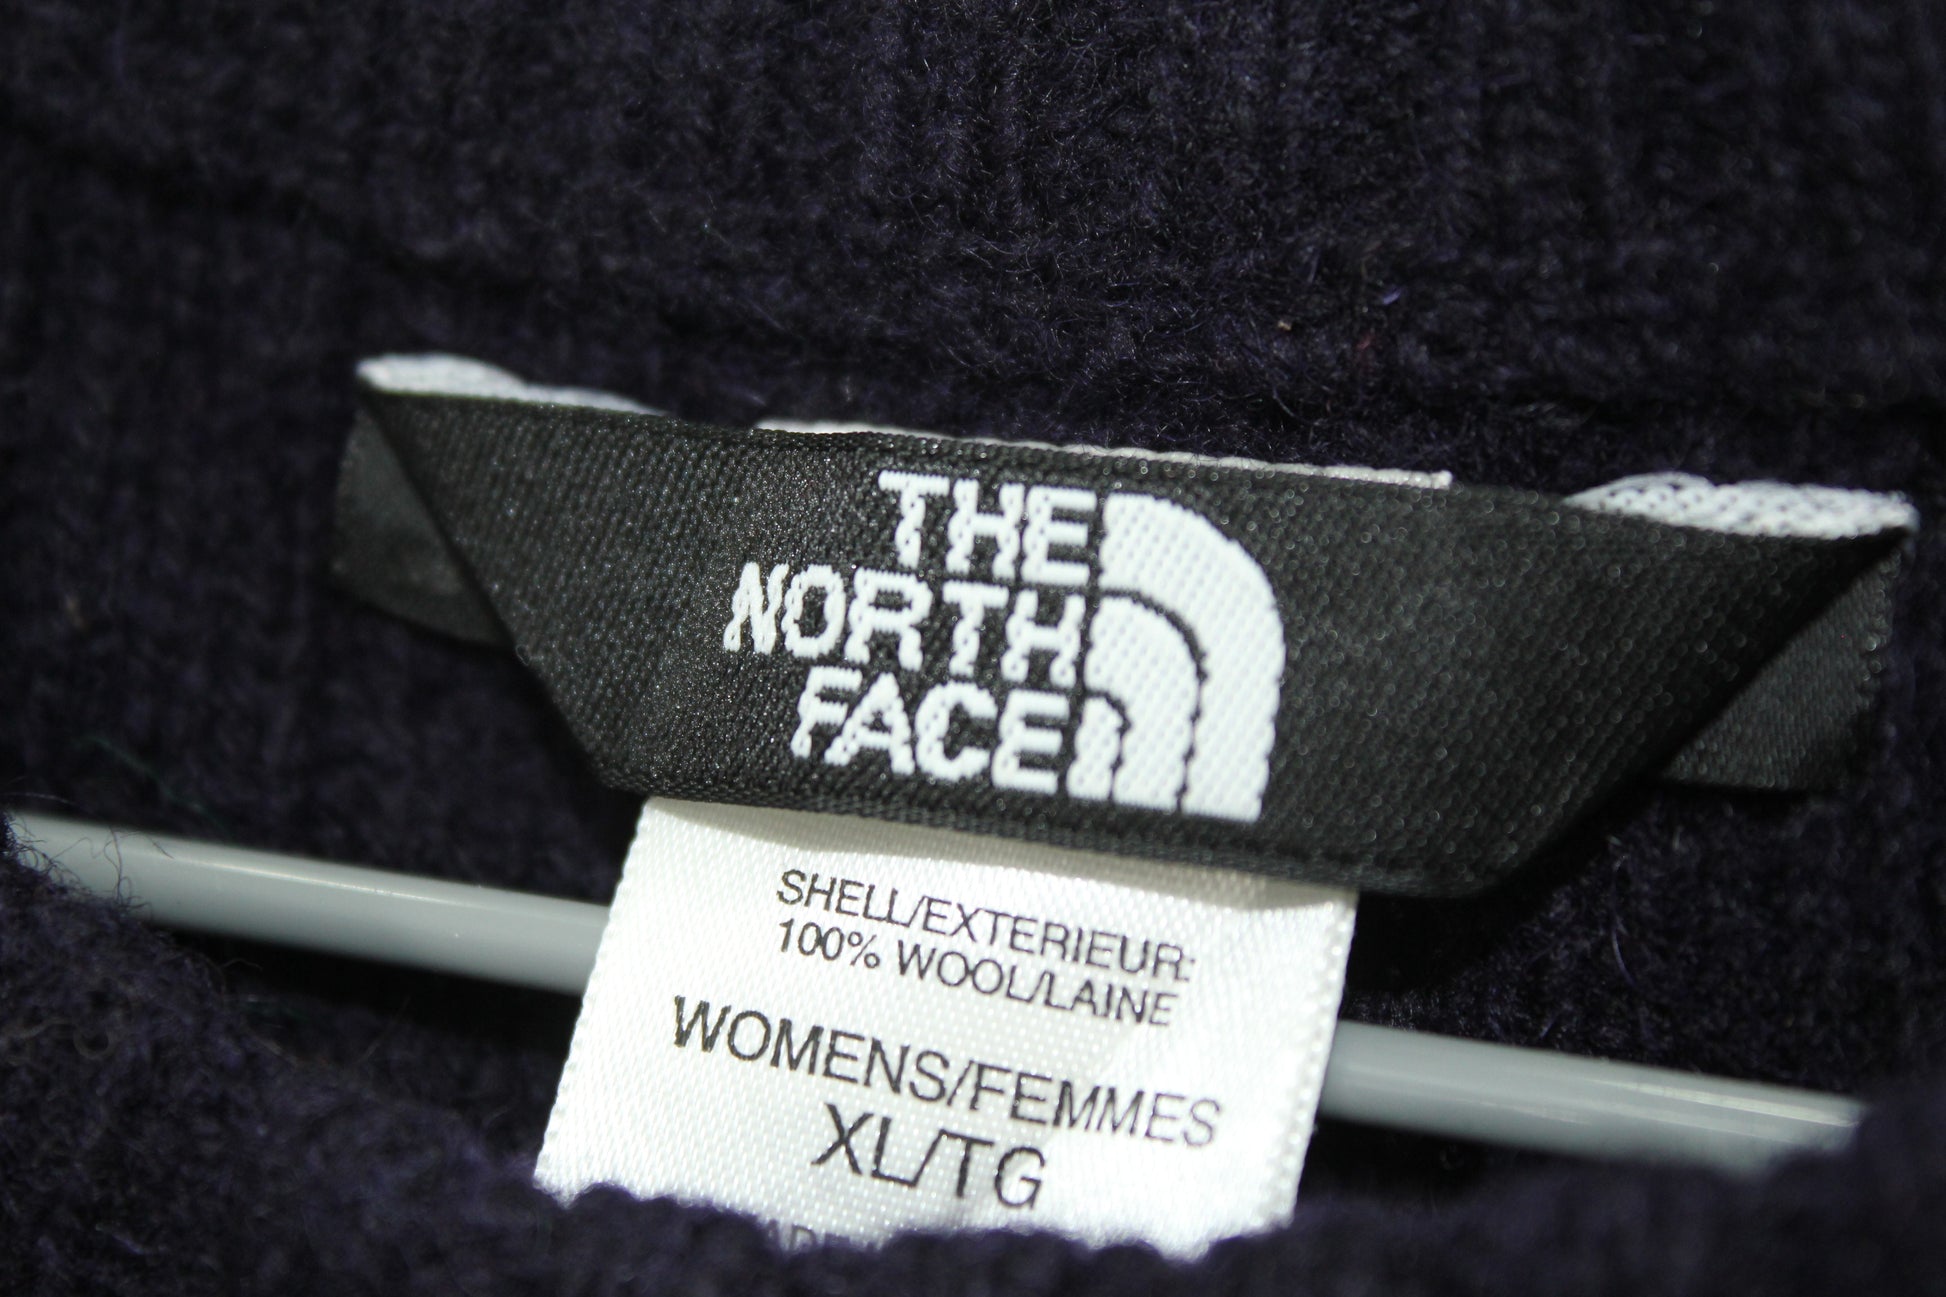 THE
NORTH
FACE
SHELL/EXTERIEUR:
100% WOOL/LAINE
WOMENS/FEMMES
XL/TG